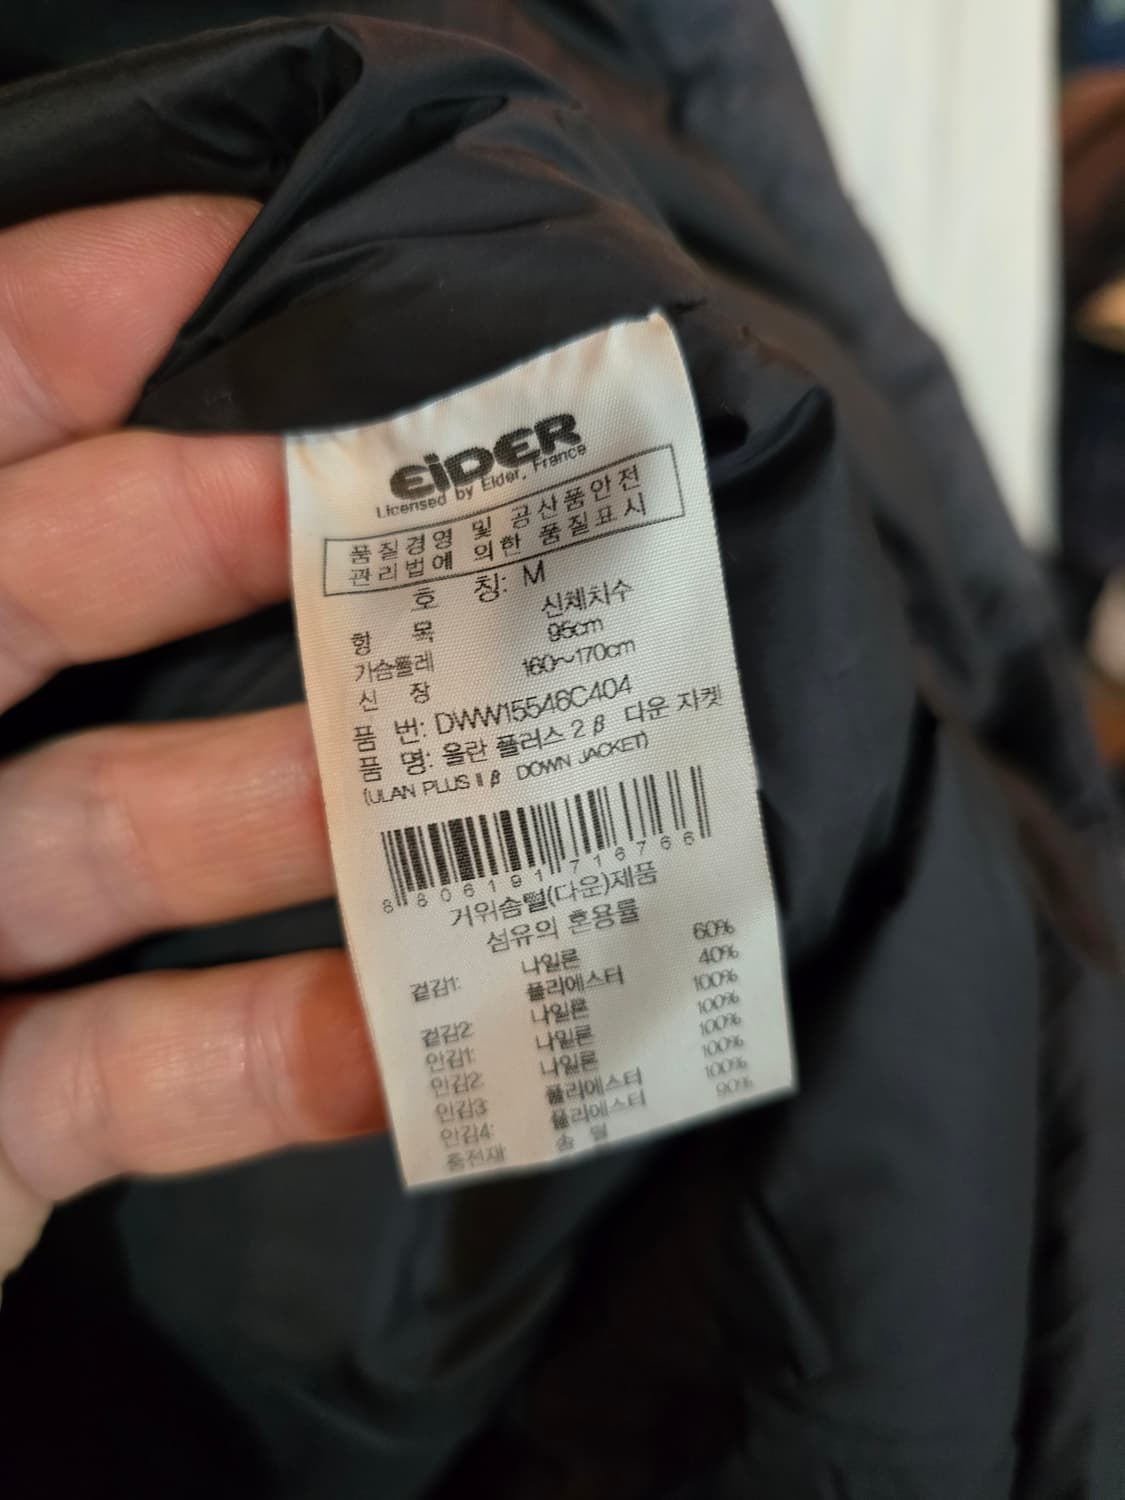 EiDER
Licensed by Eider, France
품질경영 및 공산품안전
관리법에 의한 품질표시
호 칭: M
항 목 신체치수
가슴둘레 95cm
신 장 160~170cm
품 번: DWW15546C404
품 명: 울란 플러스 2 β 다운 자켓
(ULAN PLUS II β DOWN JACKET)
8 806191 716766
거위솜털(다운)제품
섬유의 혼용률
겉감1: 나일론 60%
폴리에스터 40%
겉감2: 나일론 100%
안감1: 나일론 100%
안감2: 나일론 100%
안감3: 폴리에스터 100%
안감4: 폴리에스터 100%
충전재 솜 털 90%